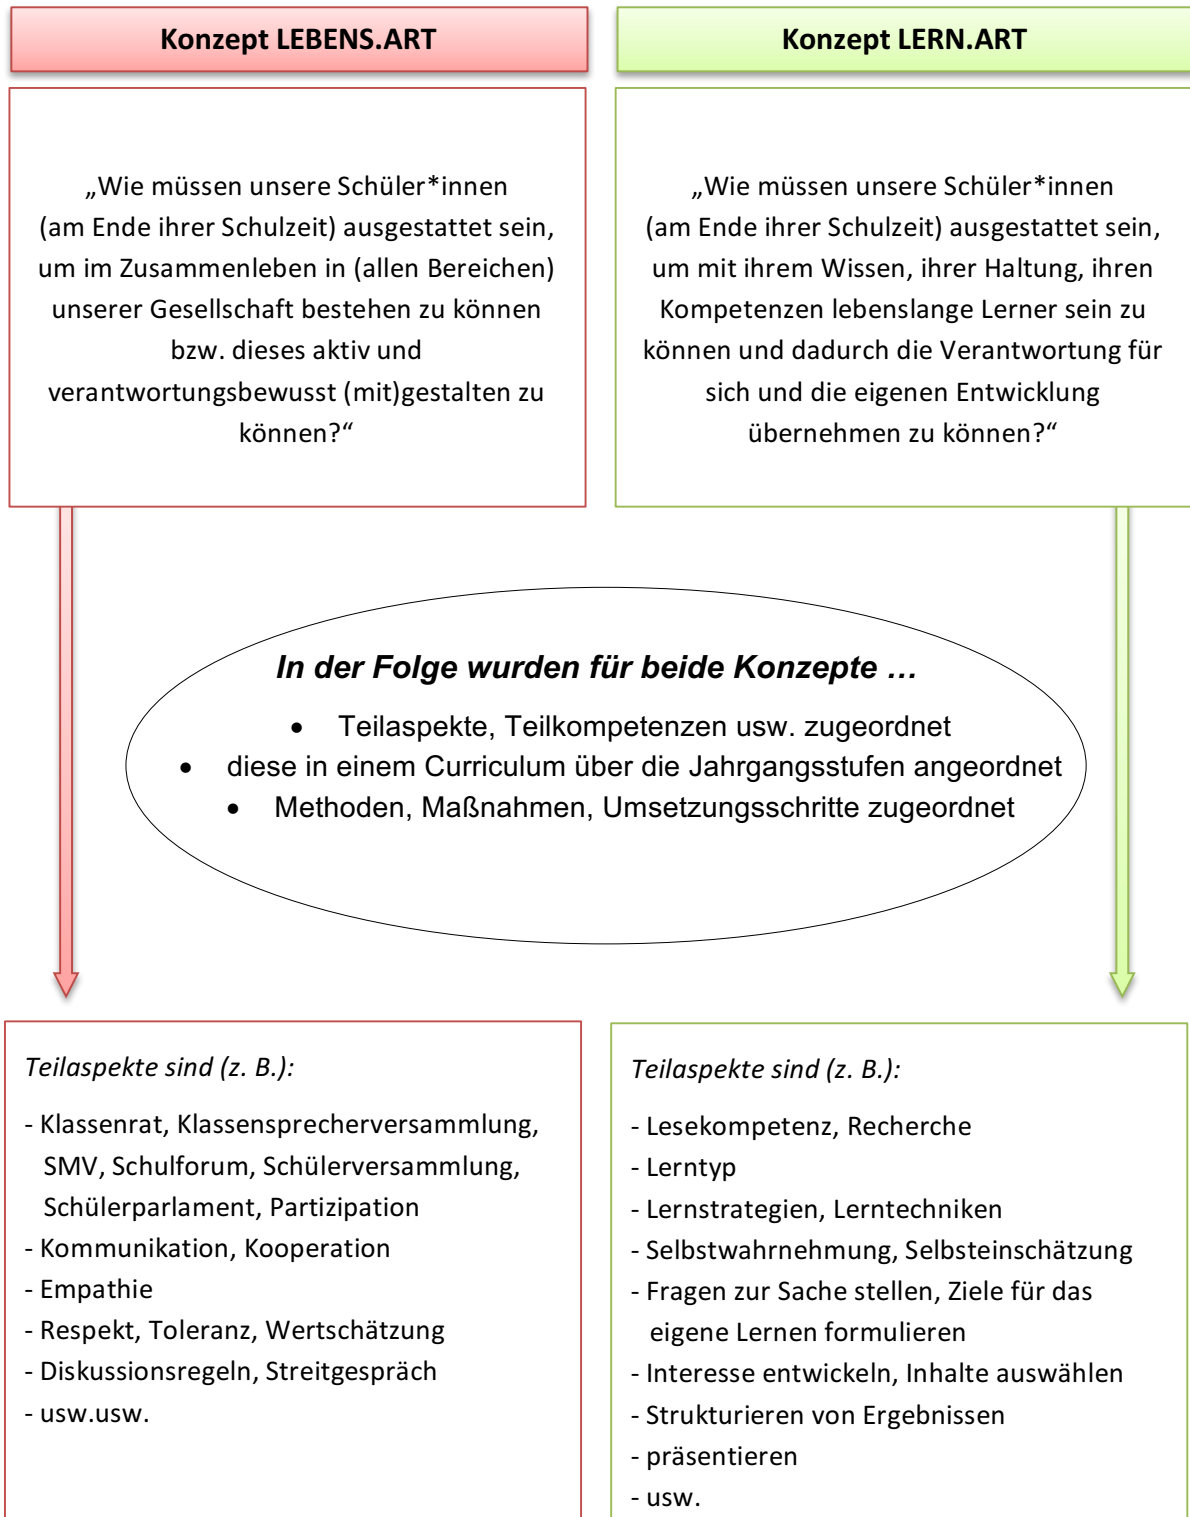 Konzept LEBENS.ART
„Wie müssen unsere Schüler*innen
(am Ende ihrer Schulzeit) ausgestattet sein,
um im Zusammenleben in (allen Bereichen)
unserer Gesellschaft bestehen zu können
bzw. dieses aktiv und
verantwortungsbewusst (mit)gestalten zu
können?“
Konzept LERN.ART
„Wie müssen unsere Schüler*innen
(am Ende ihrer Schulzeit) ausgestattet sein,
um mit ihrem Wissen, ihrer Haltung, ihren
Kompetenzen lebenslange Lerner sein zu
können und dadurch die Verantwortung für
sich und die eigenen Entwicklung
übernehmen zu können?“
In der Folge wurden für beide Konzepte …
• Teilaspekte, Teilkompetenzen usw. zugeordnet
• diese in einem Curriculum über die Jahrgangsstufen angeordnet
• Methoden, Maßnahmen, Umsetzungsschritte zugeordnet
Teilaspekte sind (z. B.):
- Klassenrat, Klassensprecherversammlung,
SMV, Schulforum, Schülerversammlung,
Schülerparlament, Partizipation
- Kommunikation, Kooperation
- Empathie
- Respekt, Toleranz, Wertschätzung
- Diskussionsregeln, Streitgespräch
- usw.usw.
Teilaspekte sind (z. B.):
- Lesekompetenz, Recherche
- Lerntyp
- Lernstrategien, Lerntechniken
- Selbstwahrnehmung, Selbsteinschätzung
- Fragen zur Sache stellen, Ziele für das
eigene Lernen formulieren
- Interesse entwickeln, Inhalte auswählen
- Strukturieren von Ergebnissen
- präsentieren
- usw.